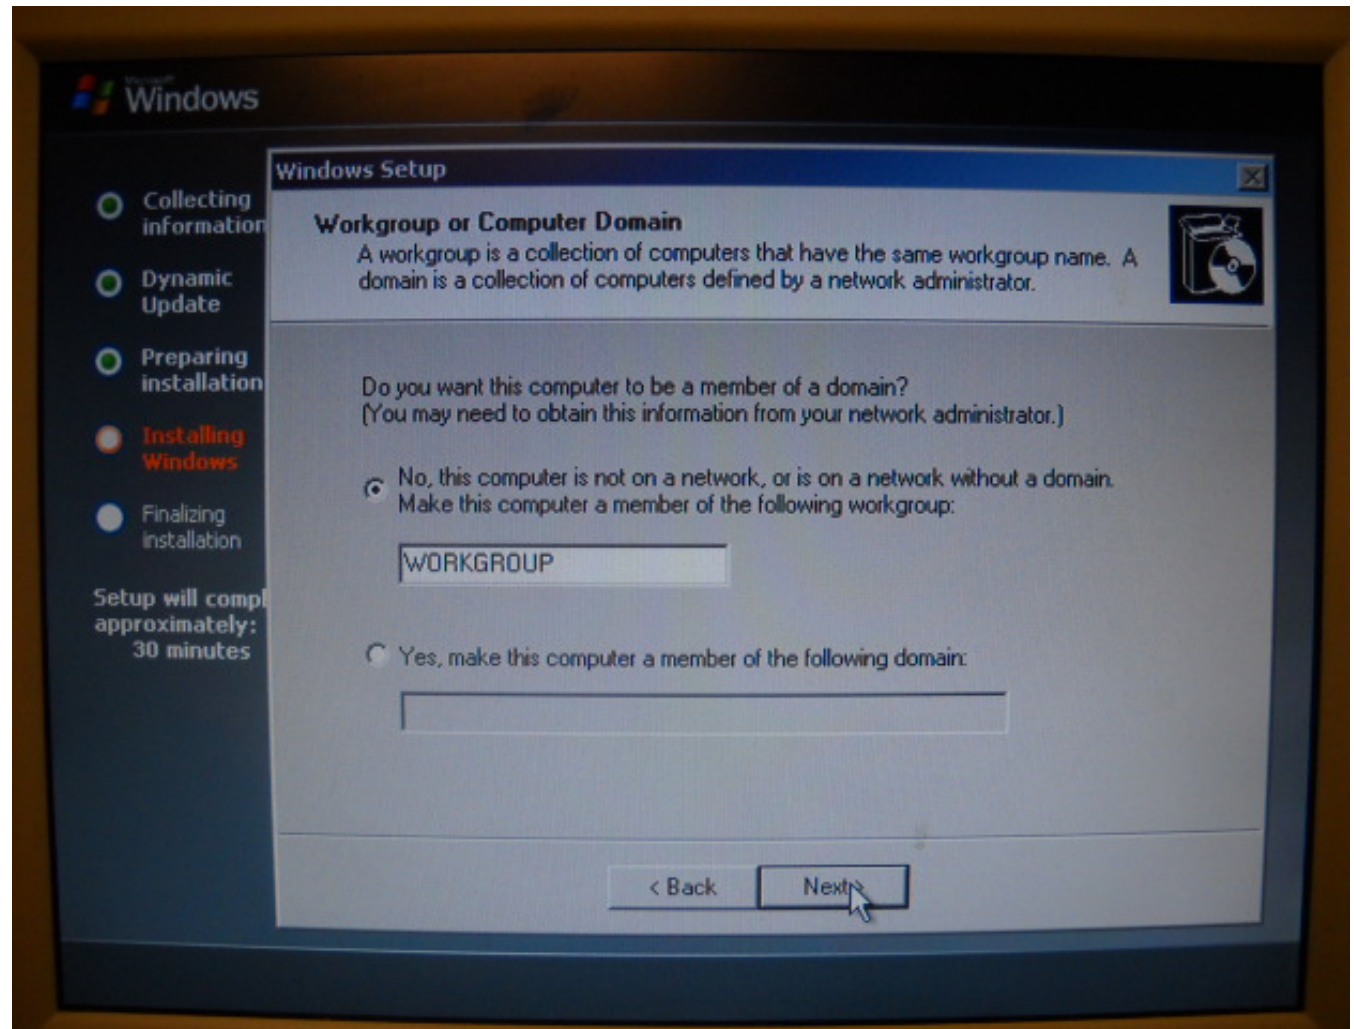 Microsoft
Windows
Collecting
information
Dynamic
Update
Preparing
installation
Installing
Windows
Finalizing
installation
Setup will compl
approximately:
30 minutes
Windows Setup
Workgroup or Computer Domain
A workgroup is a collection of computers that have the same workgroup name. A
domain is a collection of computers defined by a network administrator.
Do you want this computer to be a member of a domain?
(You may need to obtain this information from your network administrator.)
No, this computer is not on a network, or is on a network without a domain.
Make this computer a member of the following workgroup:
WORKGROUP
Yes, make this computer a member of the following domain:
< Back
Next >